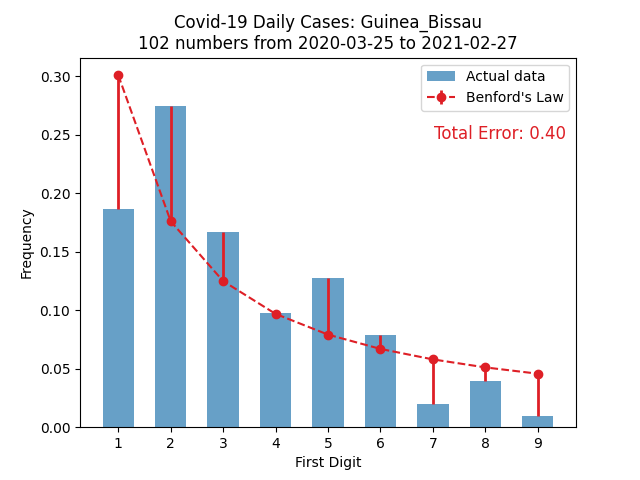 Covid-19 Daily Cases: Guinea_Bissau
102 numbers from 2020-03-25 to 2021-02-27
Actual data
Benford's Law
Total Error: 0.40
Frequency
0.30
0.25
0.20
0.15
0.10
0.05
0.00
1 2 3 4 5 6 7 8 9
First Digit